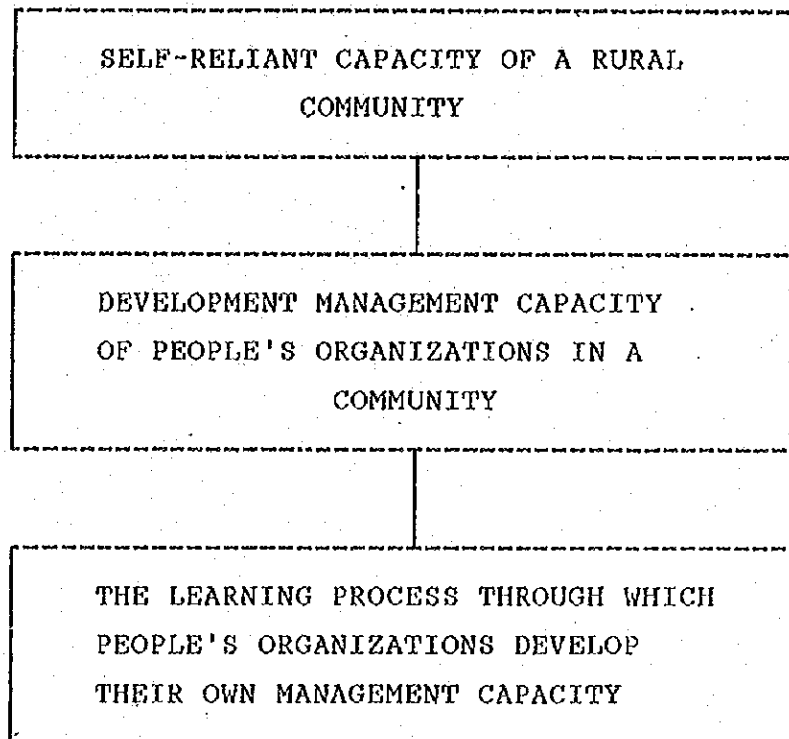 SELF-RELIANT CAPACITY OF A RURAL
COMMUNITY
DEVELOPMENT MANAGEMENT CAPACITY
OF PEOPLE'S ORGANIZATIONS IN A
COMMUNITY
THE LEARNING PROCESS THROUGH WHICH
PEOPLE'S ORGANIZATIONS DEVELOP
THEIR OWN MANAGEMENT CAPACITY